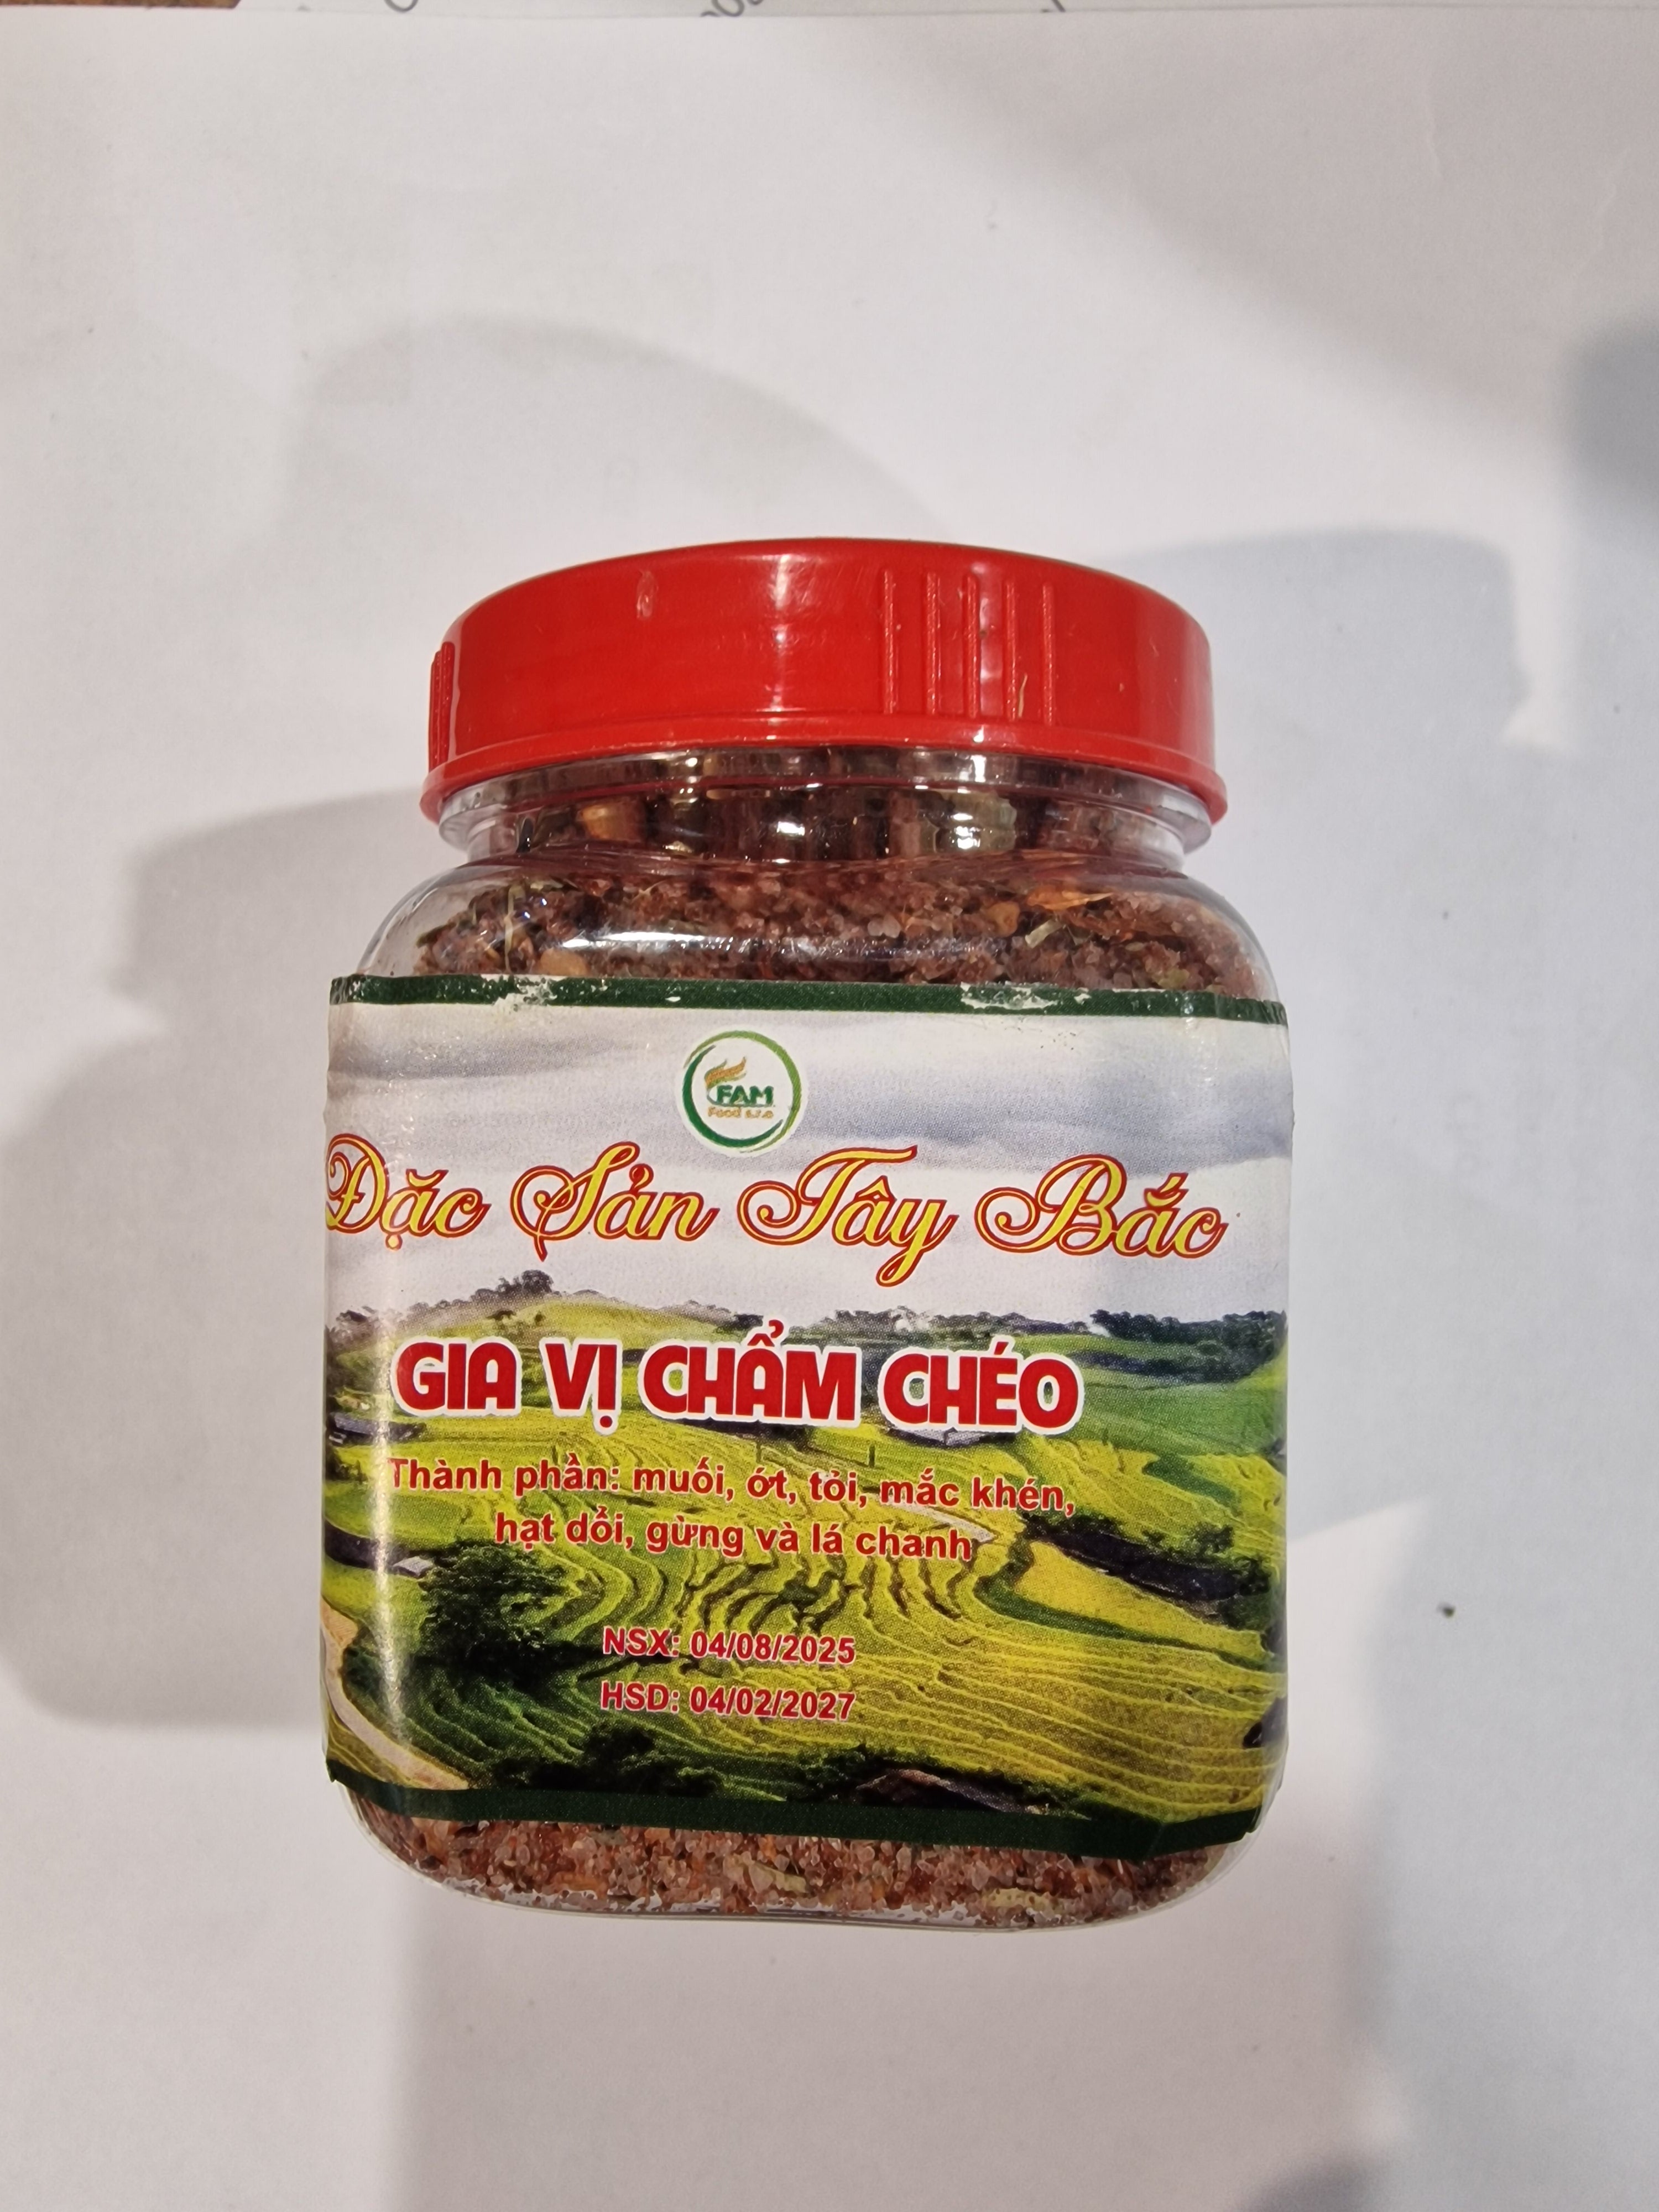 FAM
Food s.r.o
Đặc Sản Tây Bắc
GIA VỊ CHẨM CHÉO
Thành phần: muối, ớt, tỏi, mắc khén,
hạt dổi, gừng và lá chanh
NSX: 04/08/2025
HSD: 04/02/2027